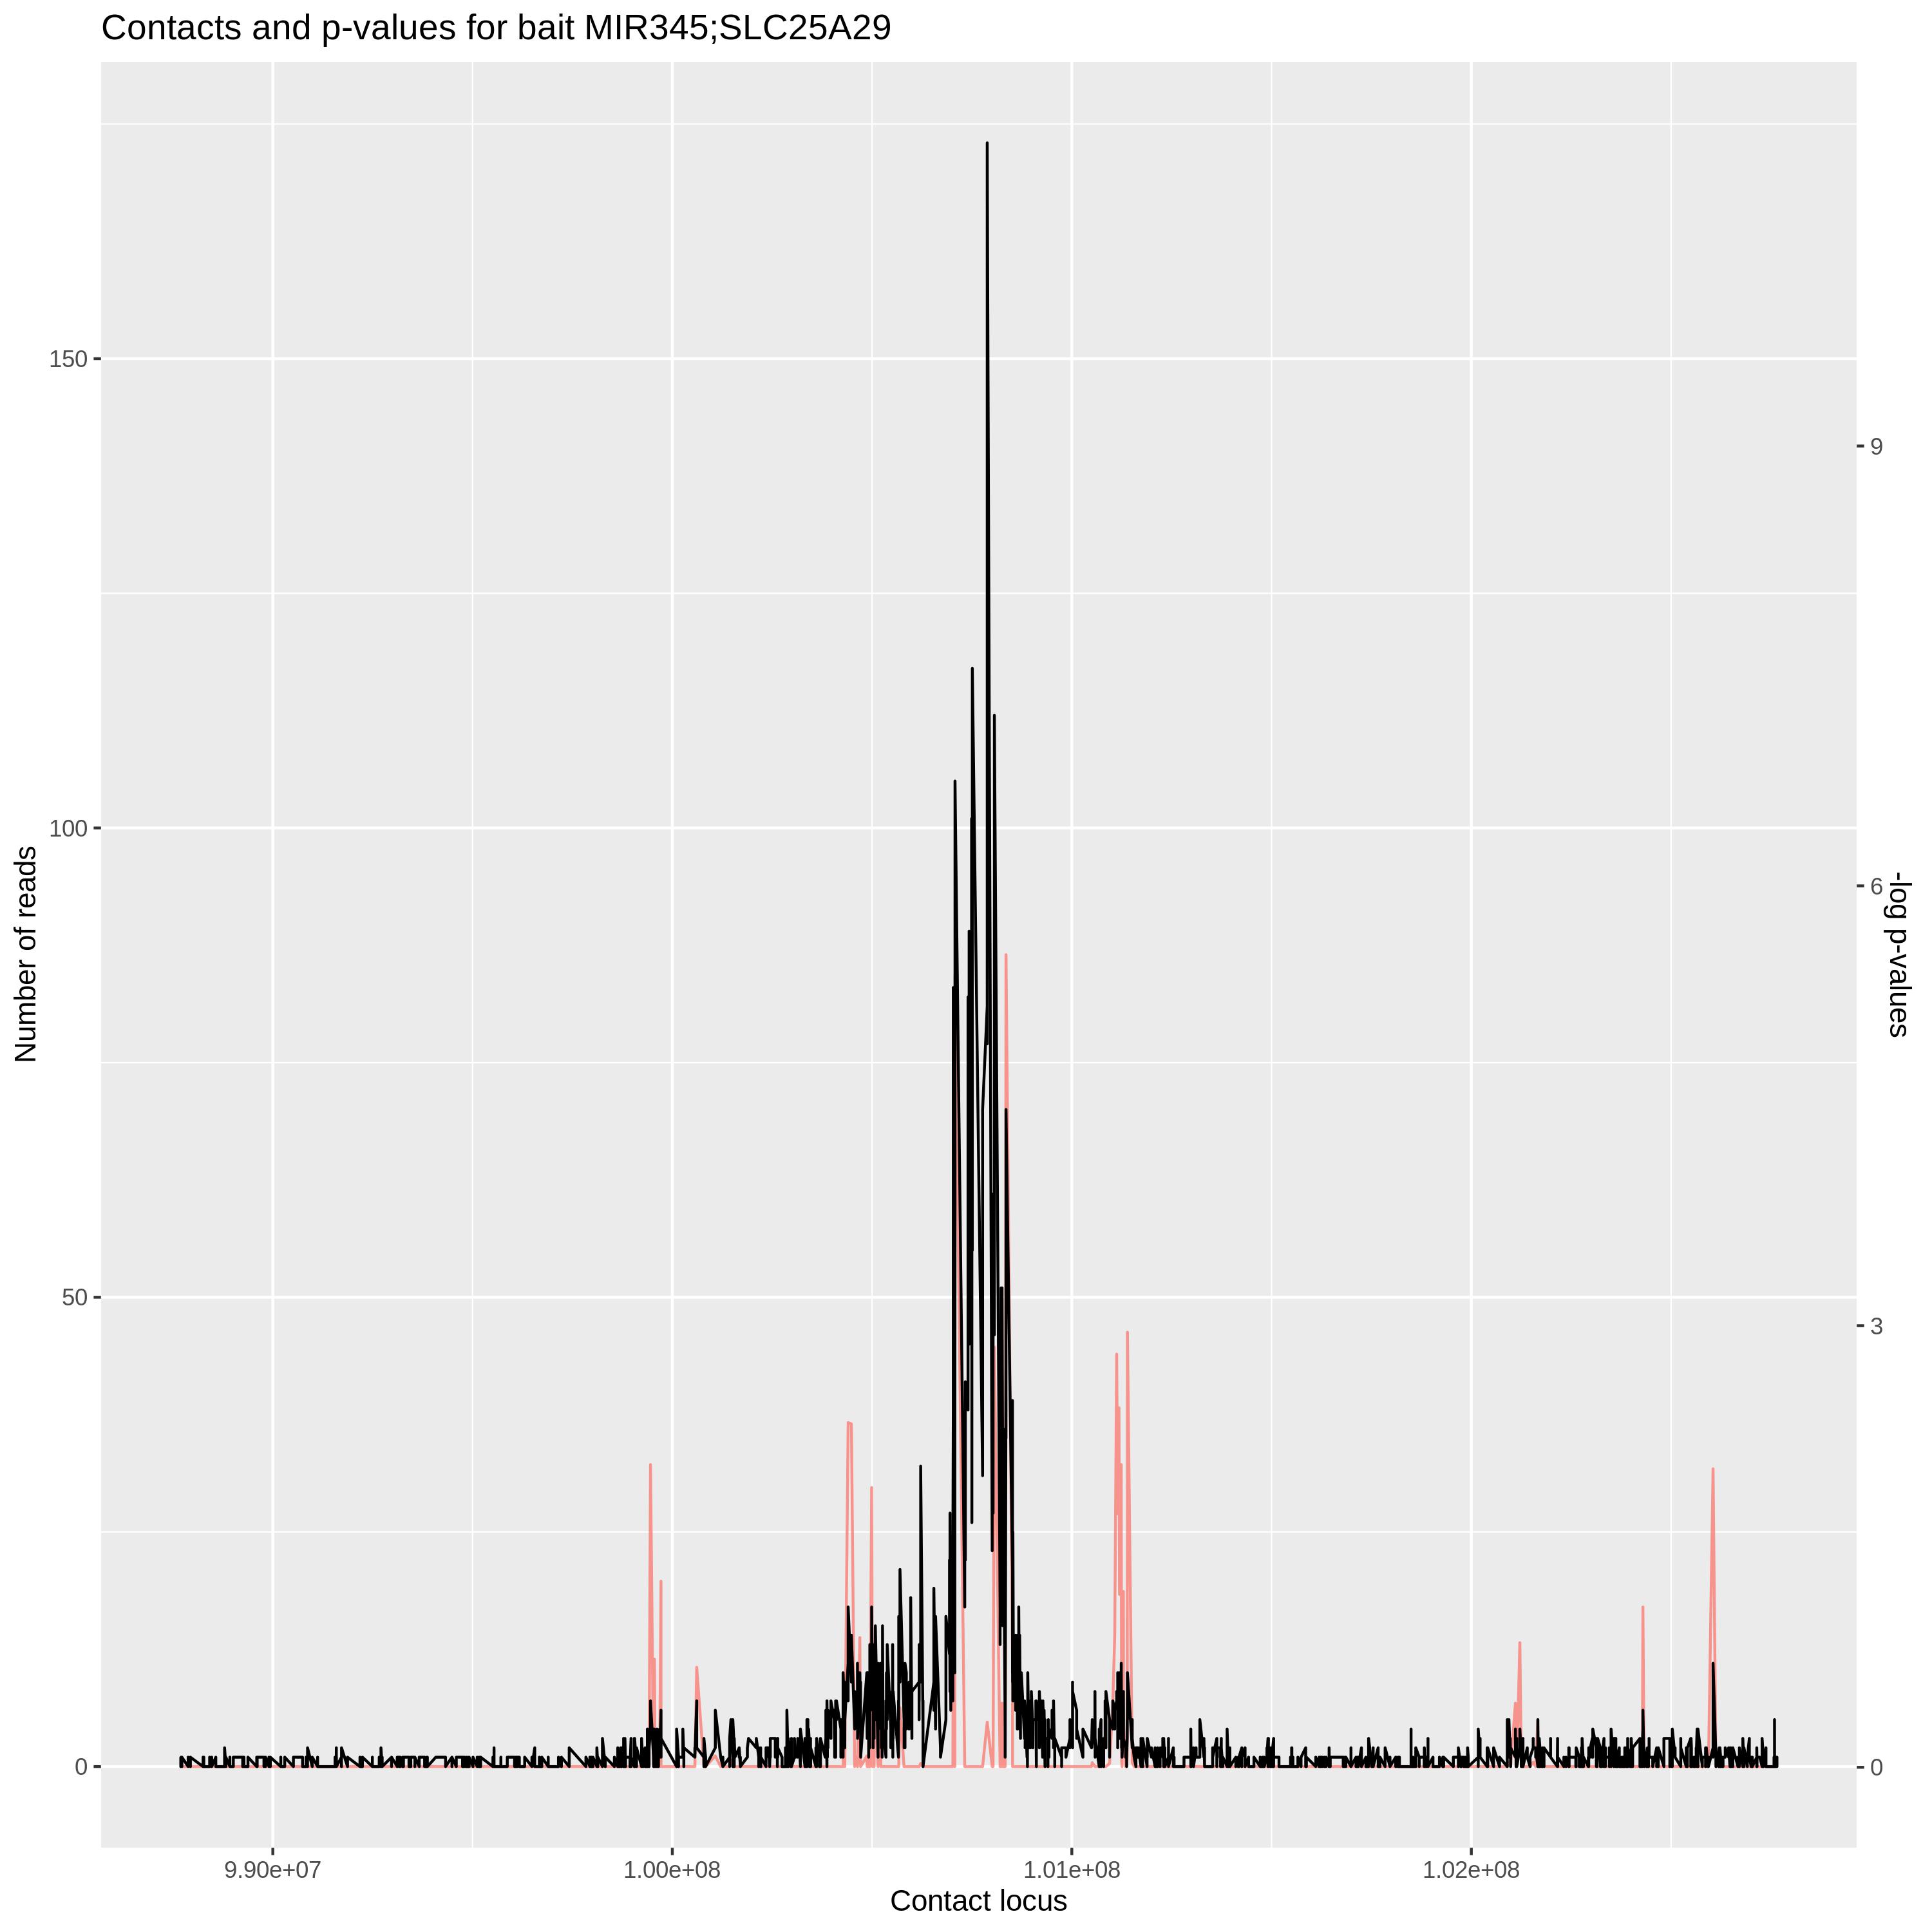 Contacts and p-values for bait MIR345;SLC25A29
150
100
50
0
Number of reads
9
6
3
0
-log p-values
9.90e+07
1.00e+08
1.01e+08
1.02e+08
Contact locus